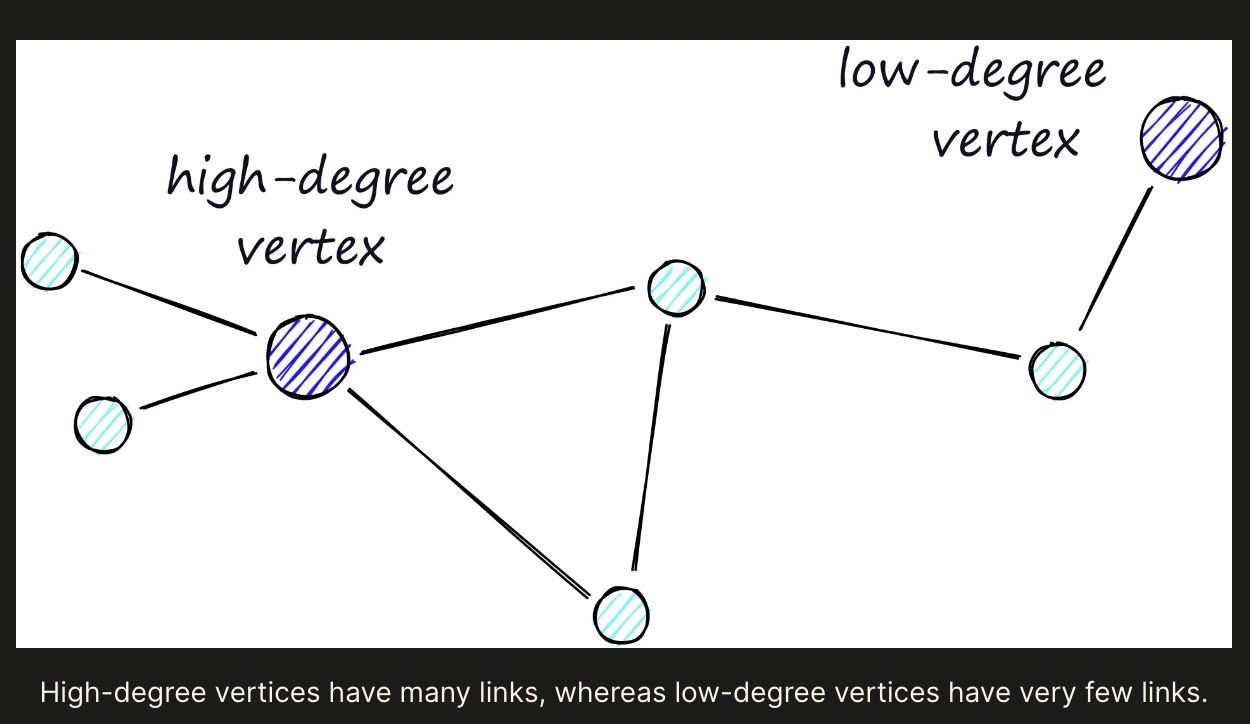 low-degree
vertex
high-degree
vertex
High-degree vertices have many links, whereas low-degree vertices have very few links.